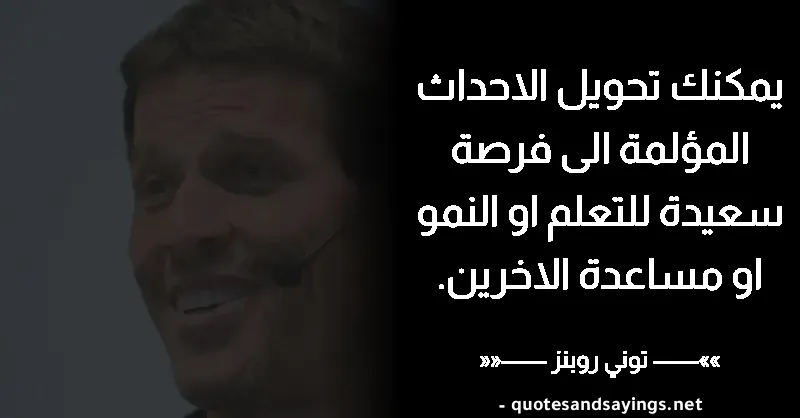 يمكنك تحويل الاحداث
المؤلمة الى فرصة
سعيدة للتعلم او النمو
او مساعدة الاخرين.
»»—— توني روبنز ——««
- quotesandsayings.net